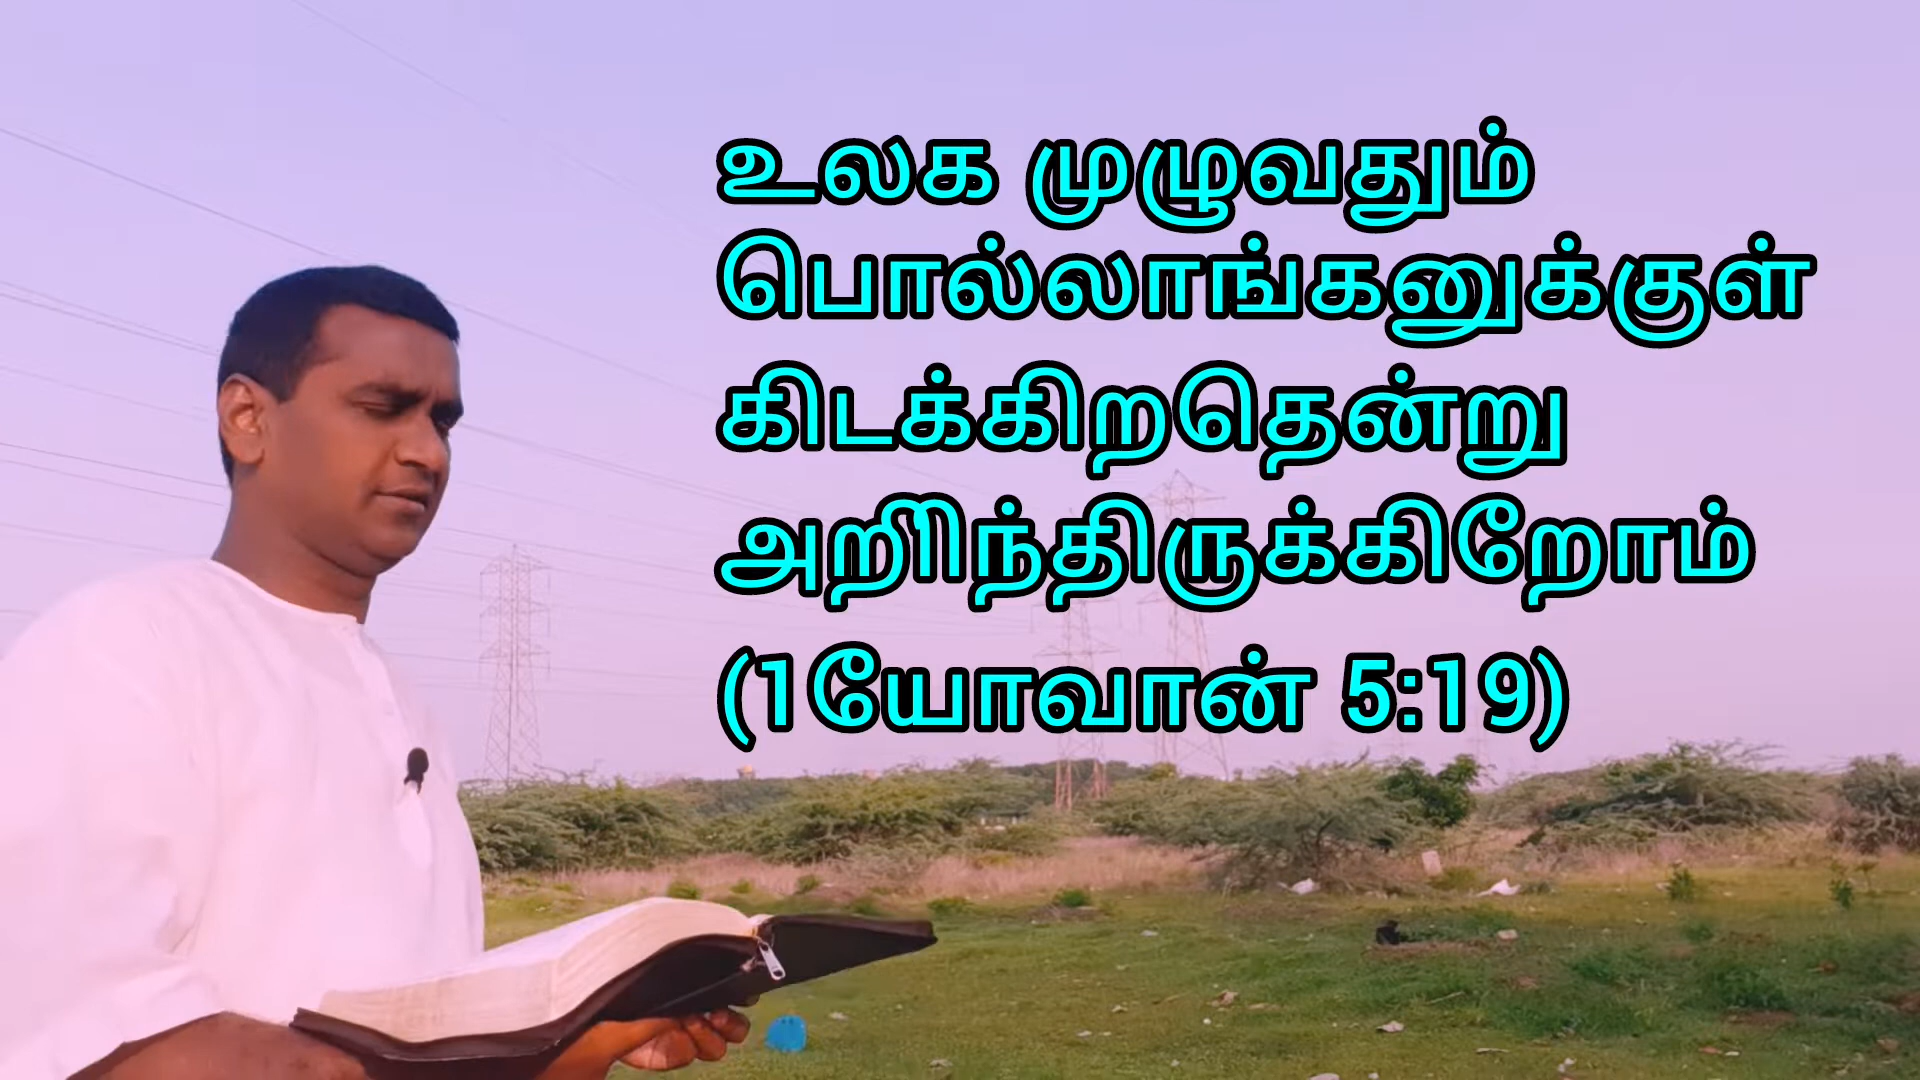 உலக முழுவதும்
பொல்லாங்கனுக்குள்
கிடக்கிறதென்று
அறிிந்திருக்கிறோம்
(1யோவான் 5:19)